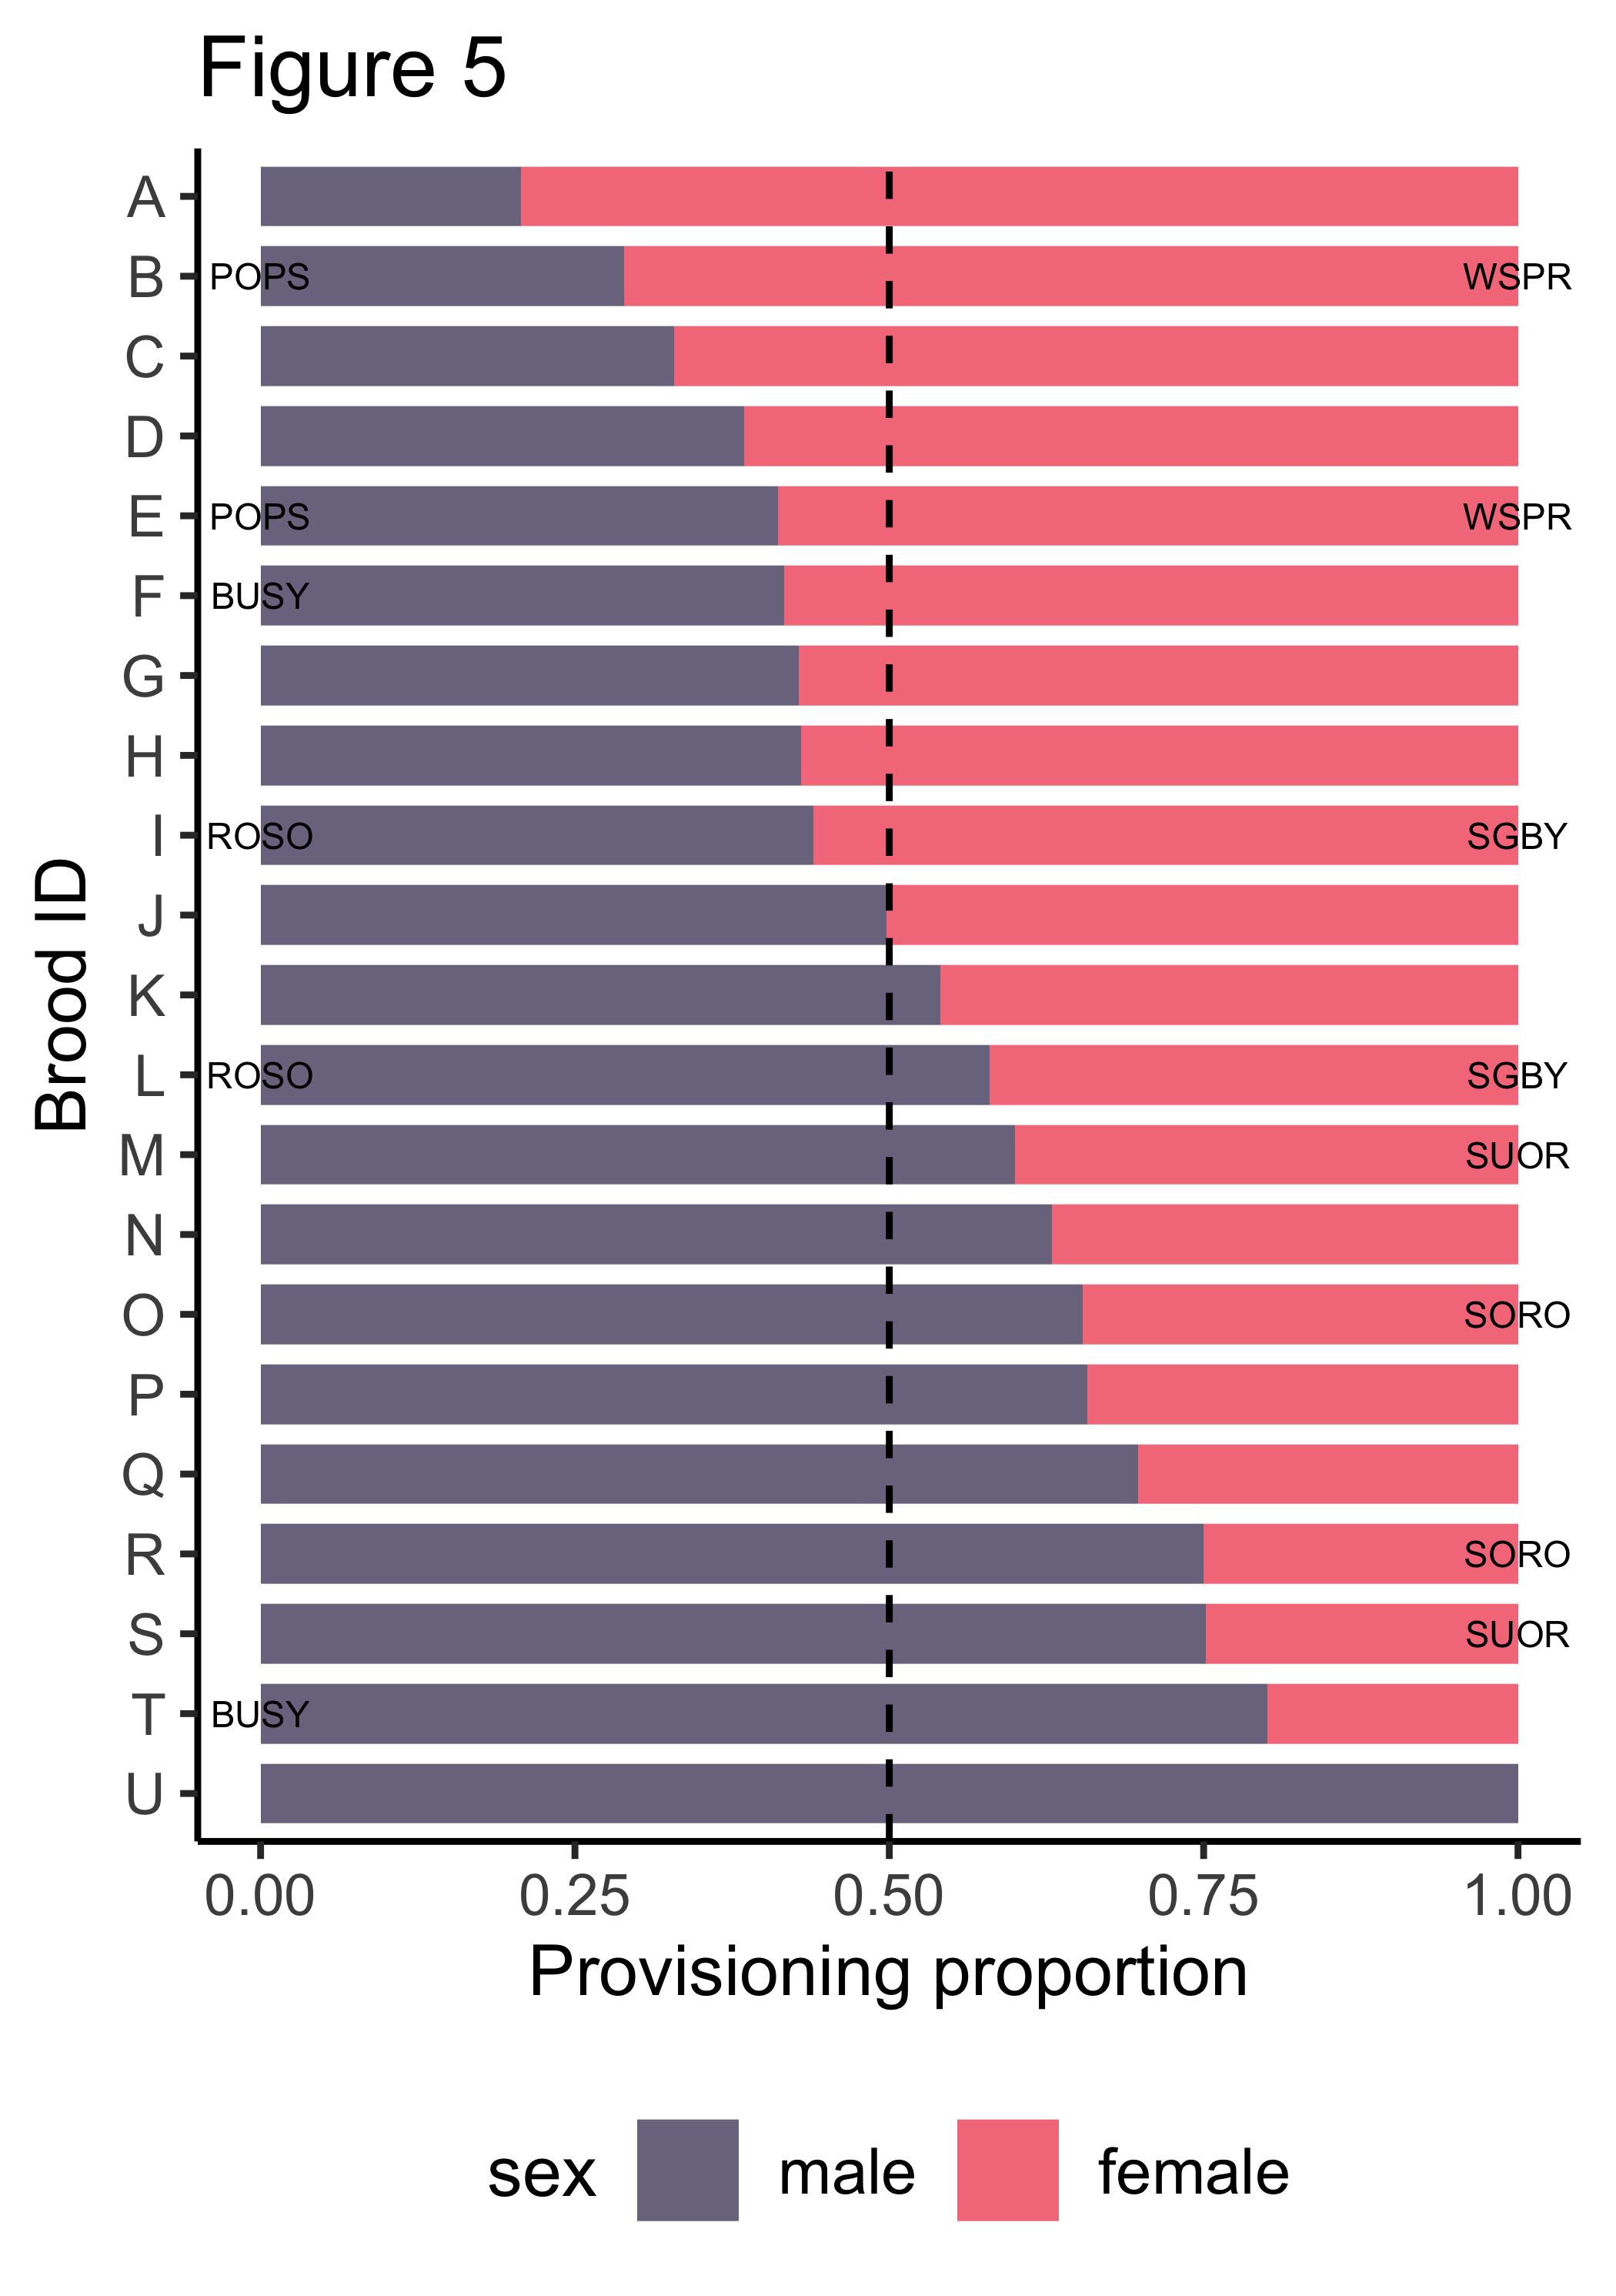 Figure 5
A
B POPS WSPR
C
D
E POPS WSPR
F BUSY
G
H
I ROSO SGBY
J
K
L ROSO SGBY
M SUOR
N
O SORO
P
Q
R SORO
S SUOR
T BUSY
U
Brood ID
0.00 0.25 0.50 0.75 1.00
Provisioning proportion
sex male female